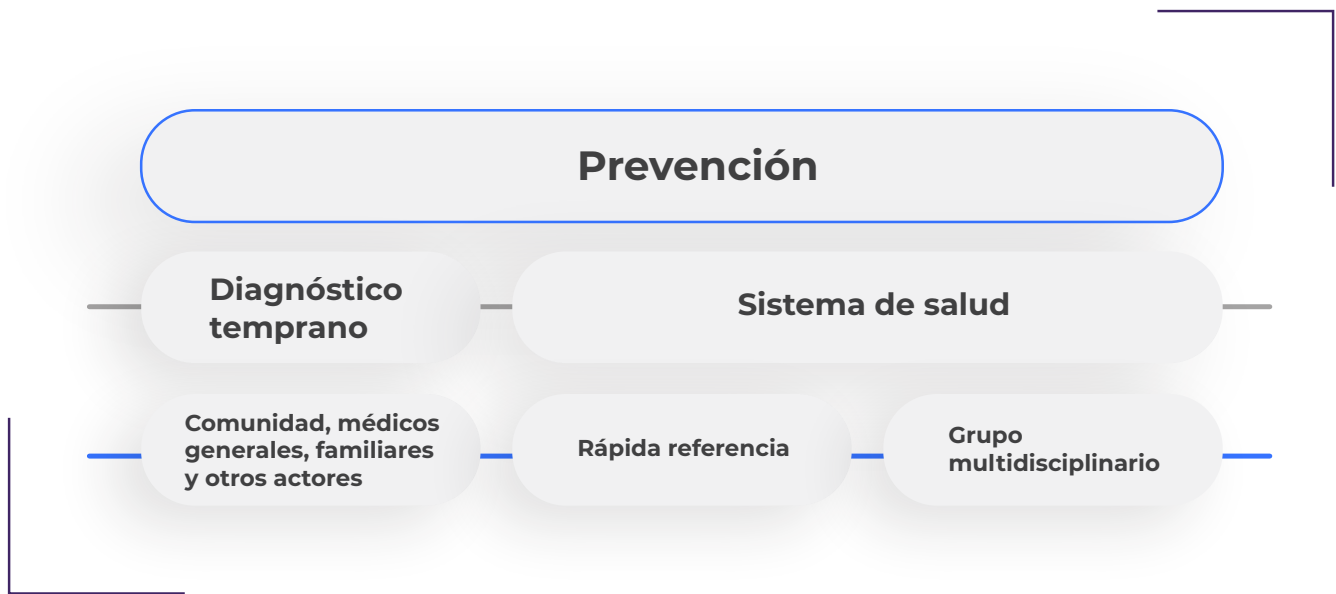 Prevención
Diagnóstico
temprano
Sistema de salud
Comunidad, médicos
generales, familiares
y otros actores
Rápida referencia
Grupo
multidisciplinario